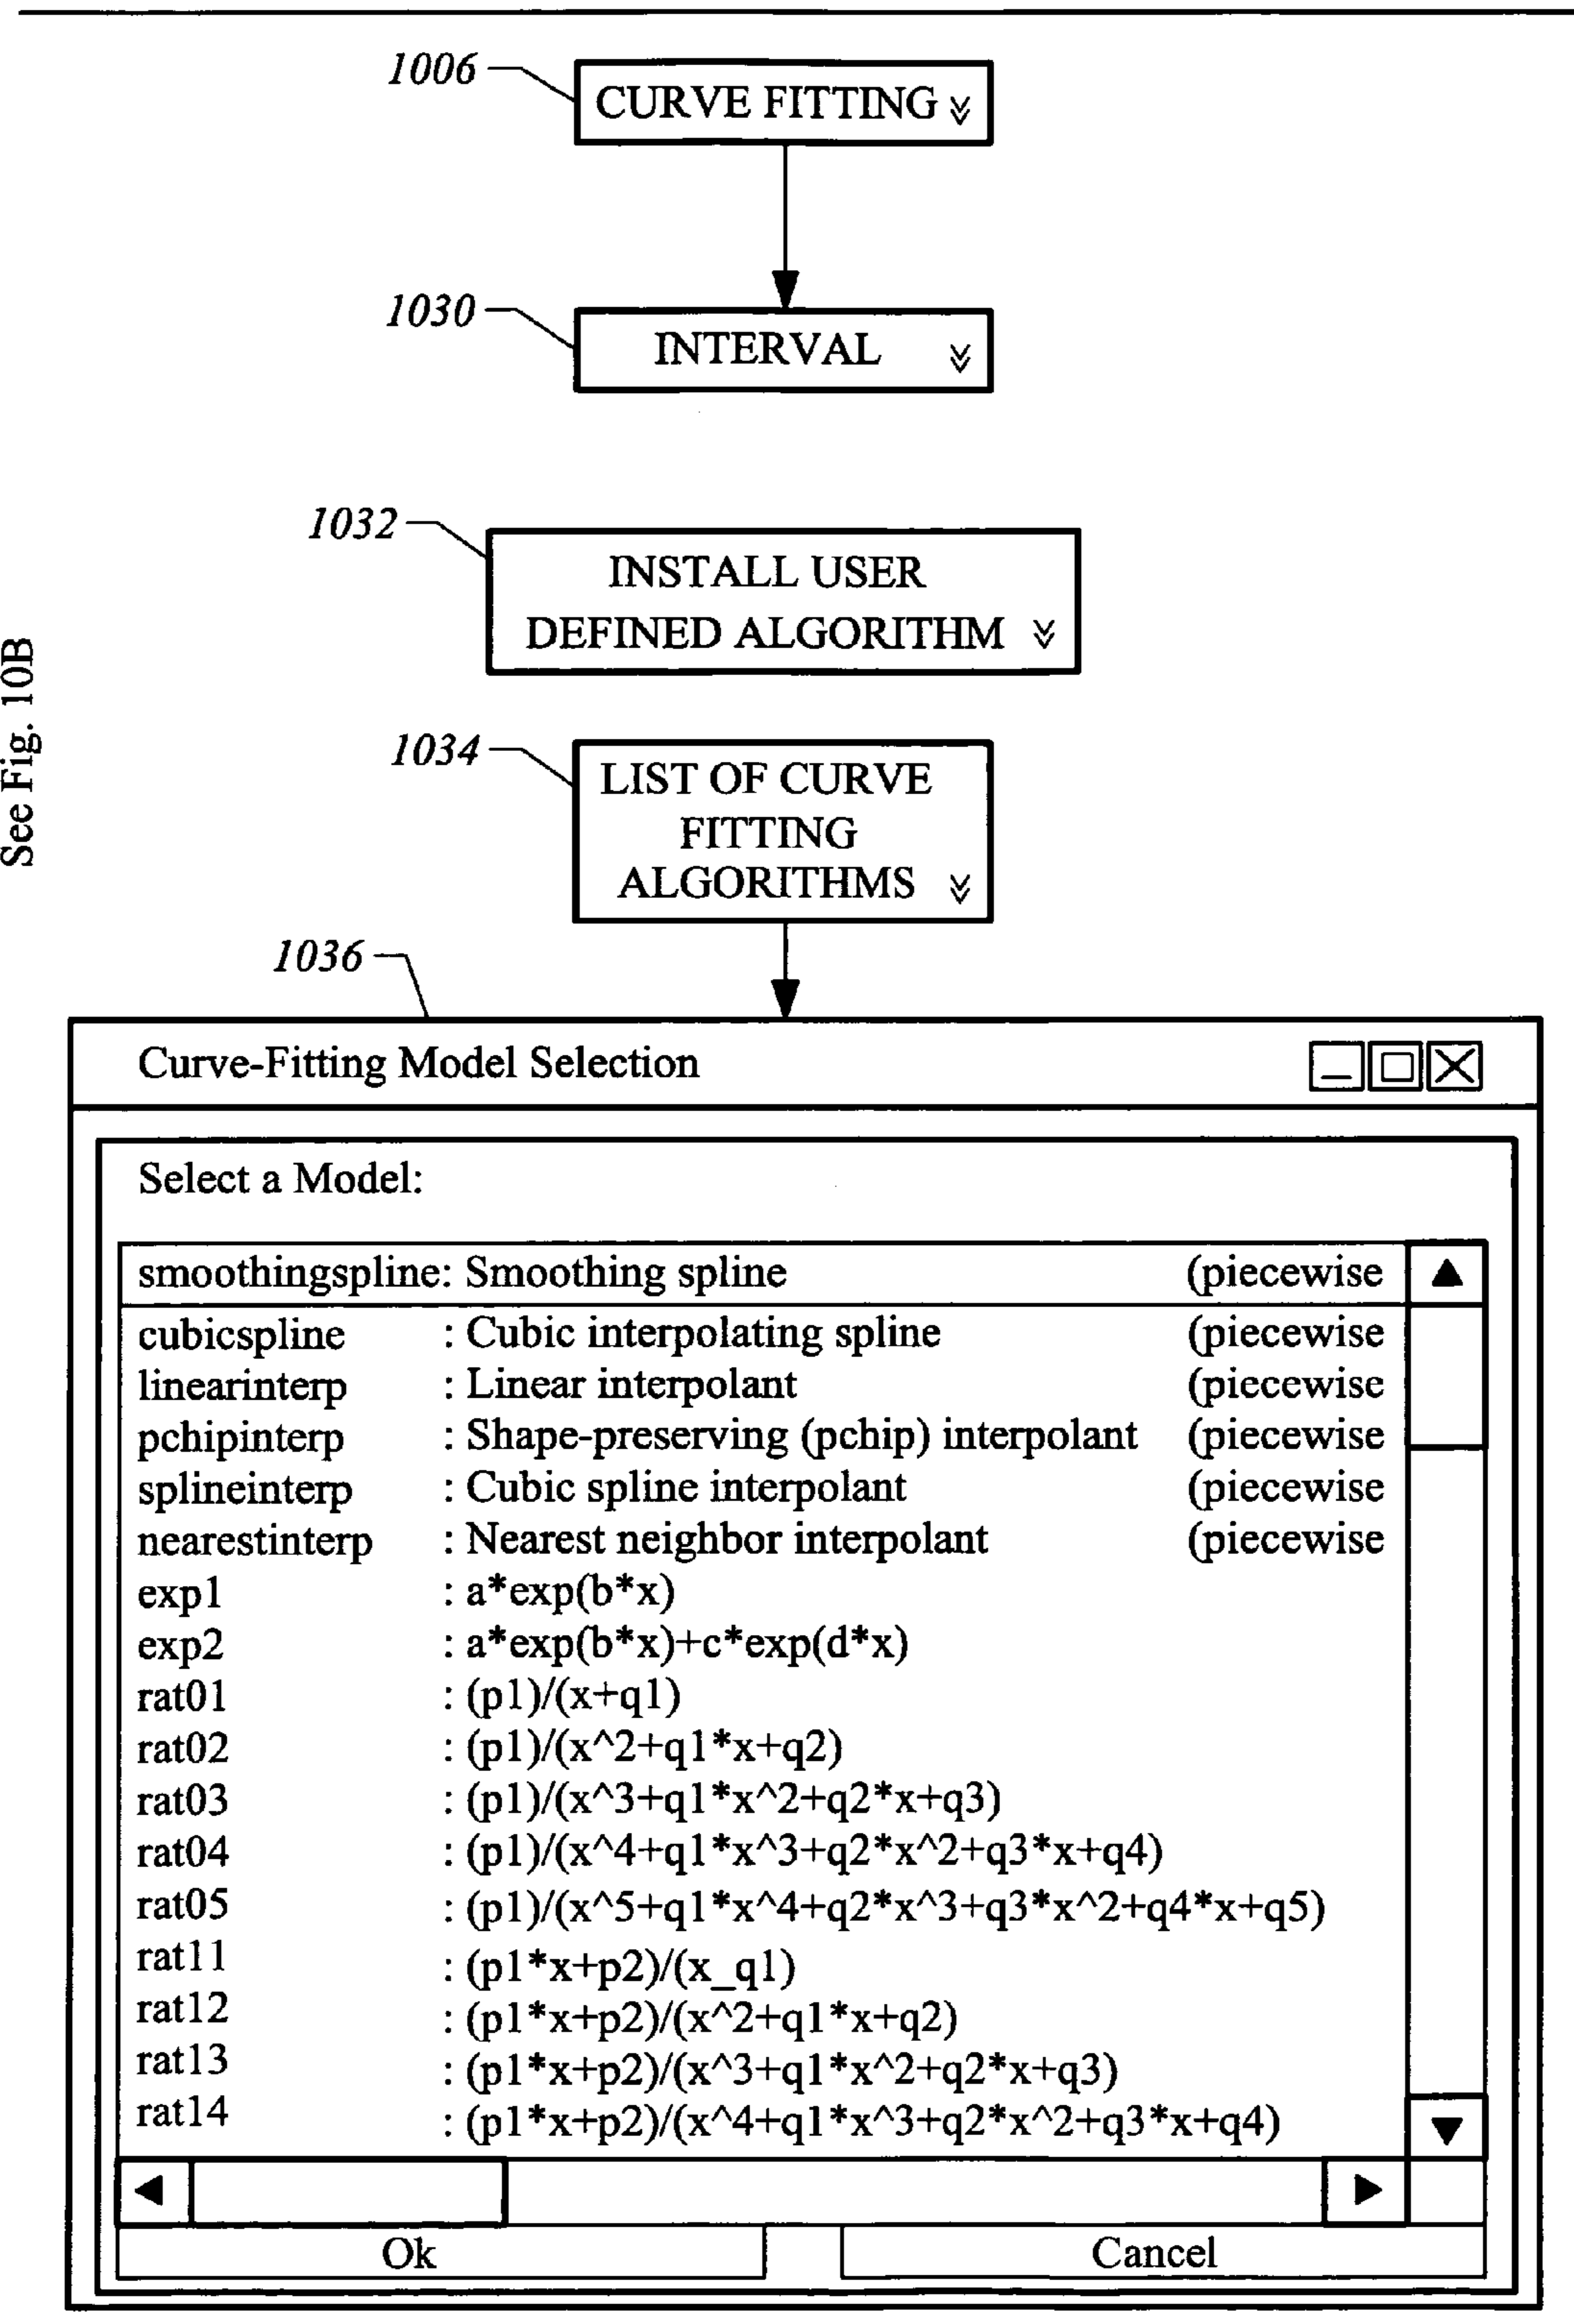 1006
CURVE FITTING
1030
INTERVAL
1032
INSTALL USER
DEFINED ALGORITHM
See Fig. 10B
1034
LIST OF CURVE
FITTING
ALGORITHMS
1036
Curve-Fitting Model Selection
Select a Model:
smoothingspline: Smoothing spline (piecewise
cubicspline : Cubic interpolating spline (piecewise
linearinterp : Linear interpolant (piecewise
pchipinterp : Shape-preserving (pchip) interpolant (piecewise
splineinterp : Cubic spline interpolant (piecewise
nearestinterp : Nearest neighbor interpolant (piecewise
exp1 : a*exp(b*x)
exp2 : a*exp(b*x)+c*exp(d*x)
rat01 : (p1)/(x+q1)
rat02 : (p1)/(x^2+q1*x+q2)
rat03 : (p1)/(x^3+q1*x^2+q2*x+q3)
rat04 : (p1)/(x^4+q1*x^3+q2*x^2+q3*x+q4)
rat05 : (p1)/(x^5+q1*x^4+q2*x^3+q3*x^2+q4*x+q5)
rat11 : (p1*x+p2)/(x_q1)
rat12 : (p1*x+p2)/(x^2+q1*x+q2)
rat13 : (p1*x+p2)/(x^3+q1*x^2+q2*x+q3)
rat14 : (p1*x+p2)/(x^4+q1*x^3+q2*x^2+q3*x+q4)
Ok Cancel